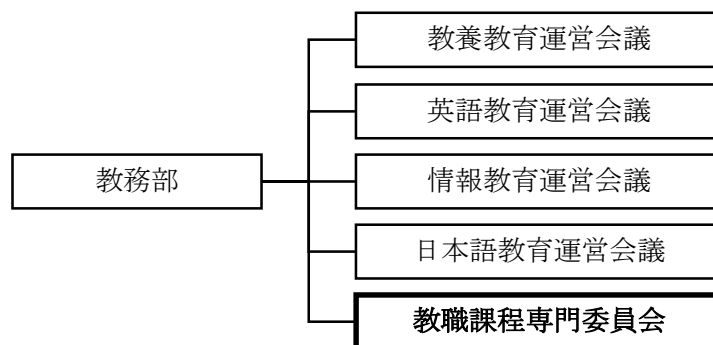 教務部
教養教育運営会議
英語教育運営会議
情報教育運営会議
日本語教育運営会議
教職課程専門委員会